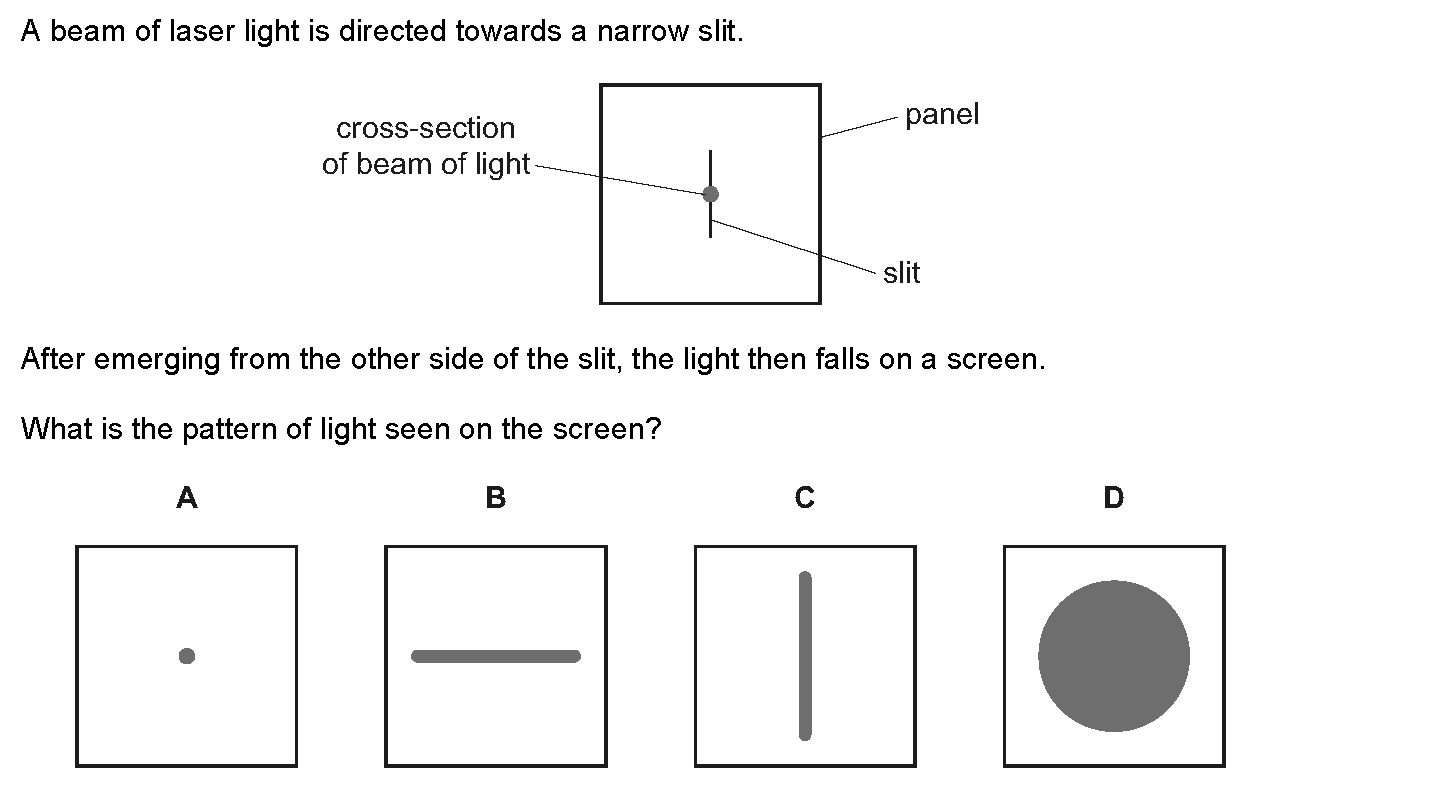 A beam of laser light is directed towards a narrow slit.
cross-section
of beam of light
panel
slit
After emerging from the other side of the slit, the light then falls on a screen.
What is the pattern of light seen on the screen?
A
B
C
D